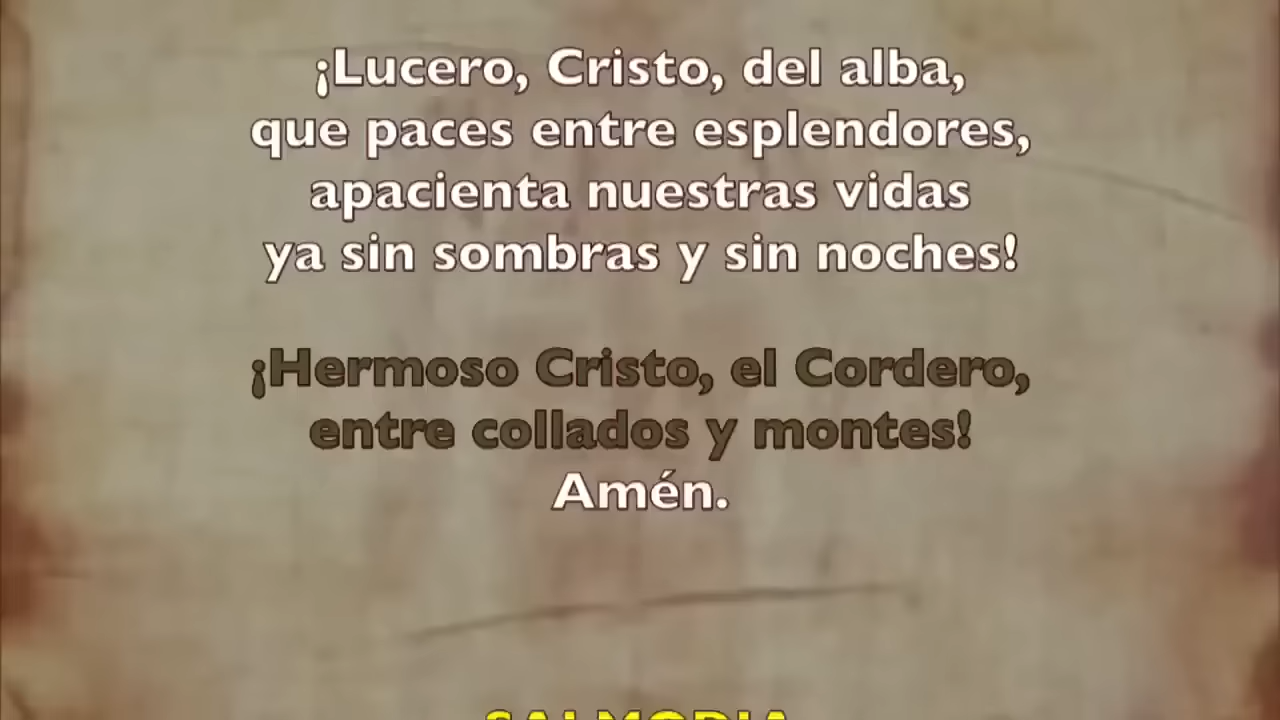 ¡Lucero, Cristo, del alba,
que paces entre esplendores,
apacienta nuestras vidas
ya sin sombras y sin noches!
¡Hermoso Cristo, el Cordero,
entre collados y montes!
Amén.
SALMODIA